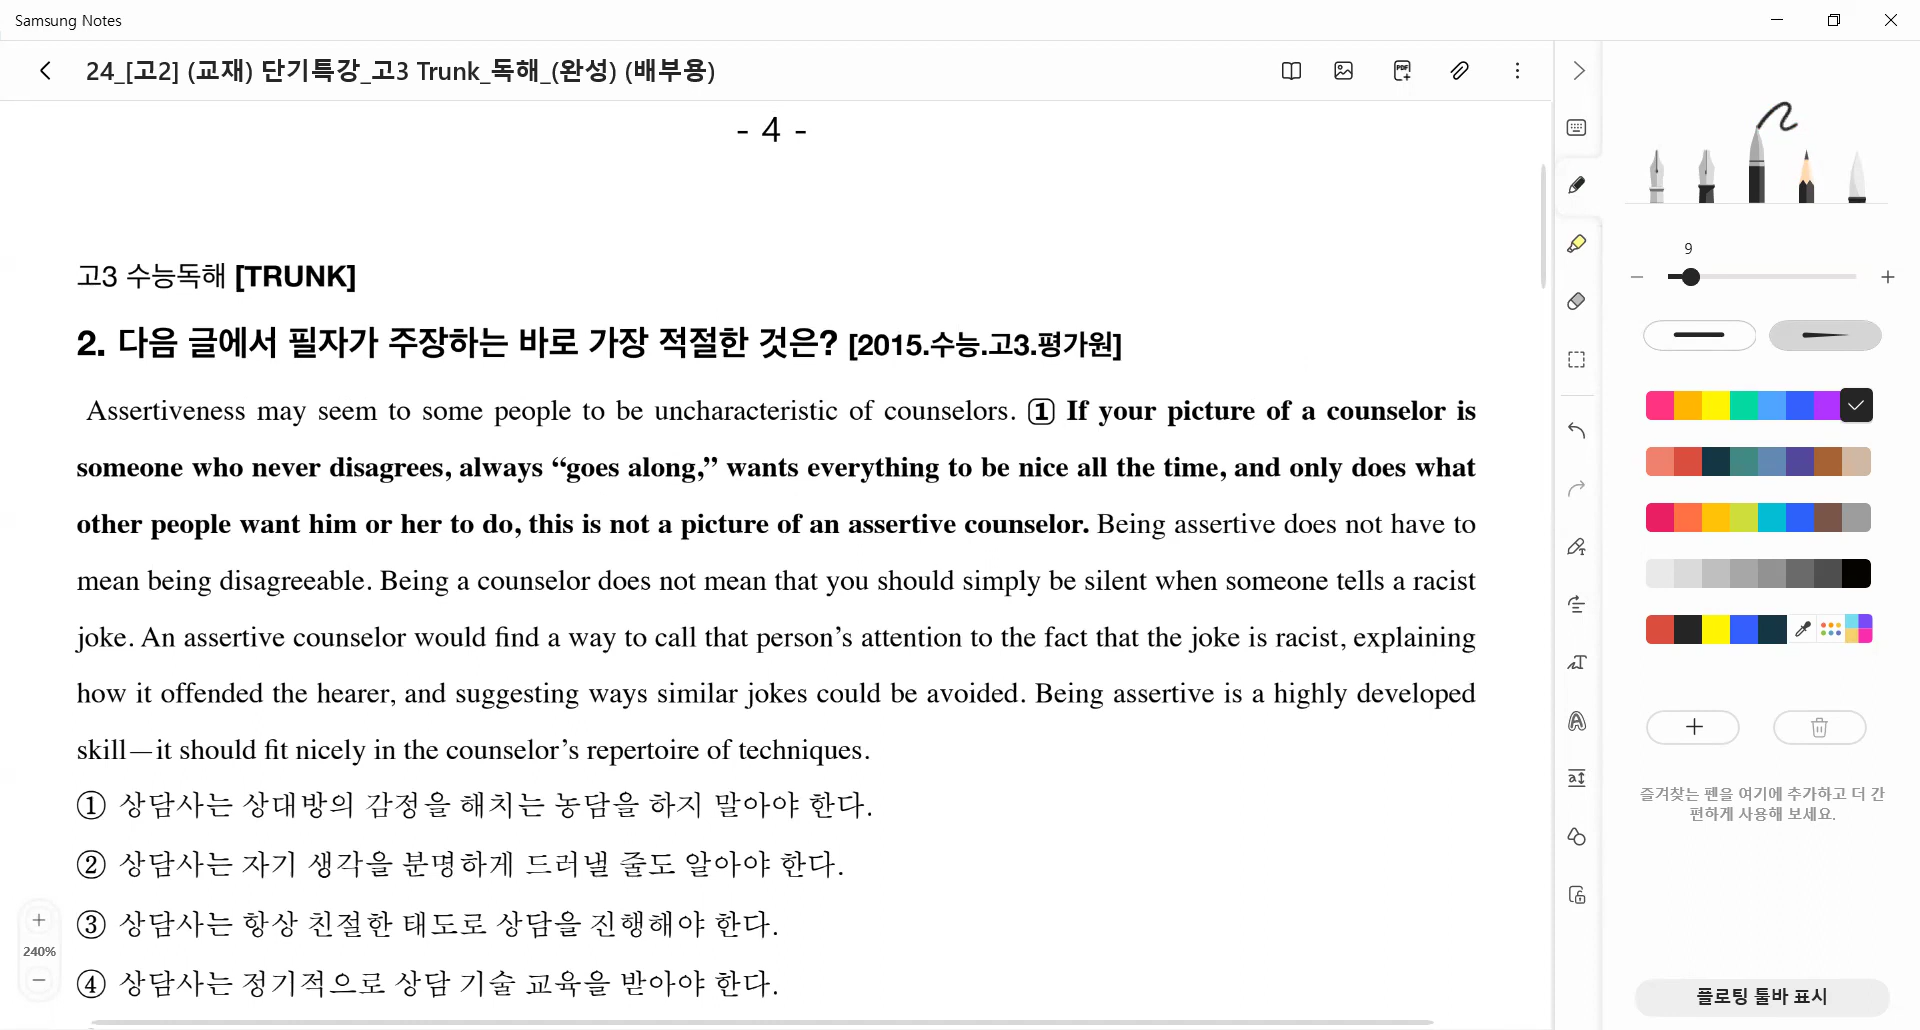 Samsung Notes
24_[고2] (교재) 단기특강_고3 Trunk_독해_(완성) (배부용)
- 4 -
고3 수능독해 [TRUNK]
2. 다음 글에서 필자가 주장하는 바로 가장 적절한 것은? [2015.수능.고3.평가원]
Assertiveness may seem to some people to be uncharacteristic of counselors. 1 If your picture of a counselor is
someone who never disagrees, always “goes along,” wants everything to be nice all the time, and only does what
other people want him or her to do, this is not a picture of an assertive counselor. Being assertive does not have to
mean being disagreeable. Being a counselor does not mean that you should simply be silent when someone tells a racist
joke. An assertive counselor would find a way to call that person’s attention to the fact that the joke is racist, explaining
how it offended the hearer, and suggesting ways similar jokes could be avoided. Being assertive is a highly developed
skill—it should fit nicely in the counselor’s repertoire of techniques.
① 상담사는 상대방의 감정을 해치는 농담을 하지 말아야 한다.
② 상담사는 자기 생각을 분명하게 드러낼 줄도 알아야 한다.
③ 상담사는 항상 친절한 태도로 상담을 진행해야 한다.
④ 상담사는 정기적으로 상담 기술 교육을 받아야 한다.
240%
PDF
9
즐겨찾는 펜을 여기에 추가하고 더 간
편하게 사용해 보세요.
플로팅 툴바 표시